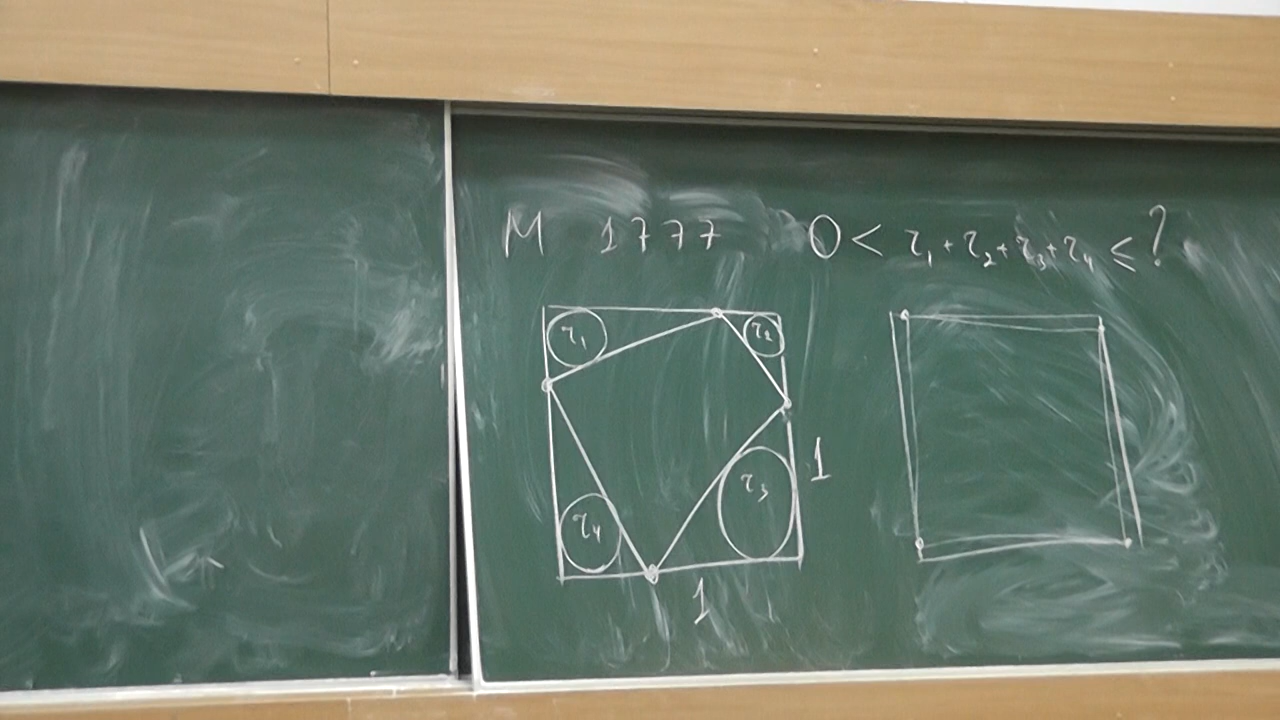 M 1777 0 < r₁ + r₂ + r₃ + r₄ ≤ ?
r₁ r₂
1
r₃
r₄
1